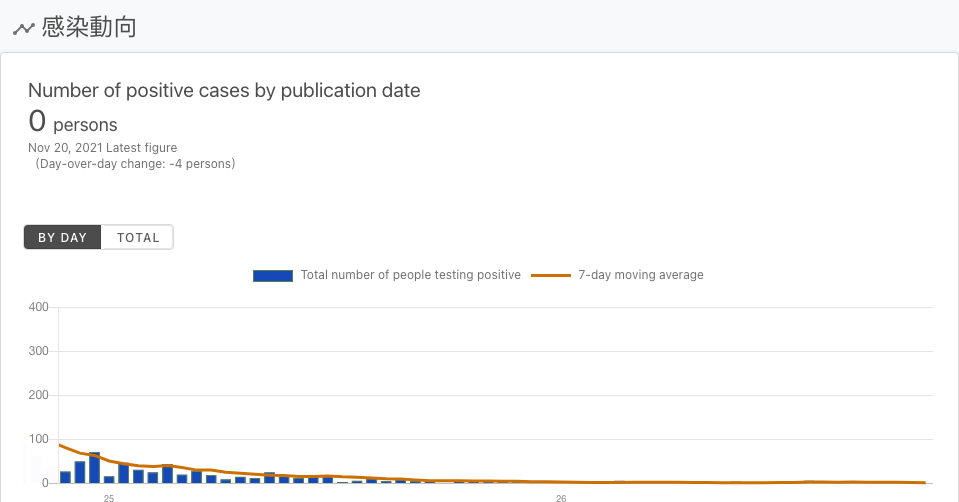 感染動向
Number of positive cases by publication date
0 persons
Nov 20, 2021 Latest figure
(Day-over-day change: -4 persons)
BY DAY TOTAL
Total number of people testing positive 7-day moving average
400
300
200
100
0
25 26